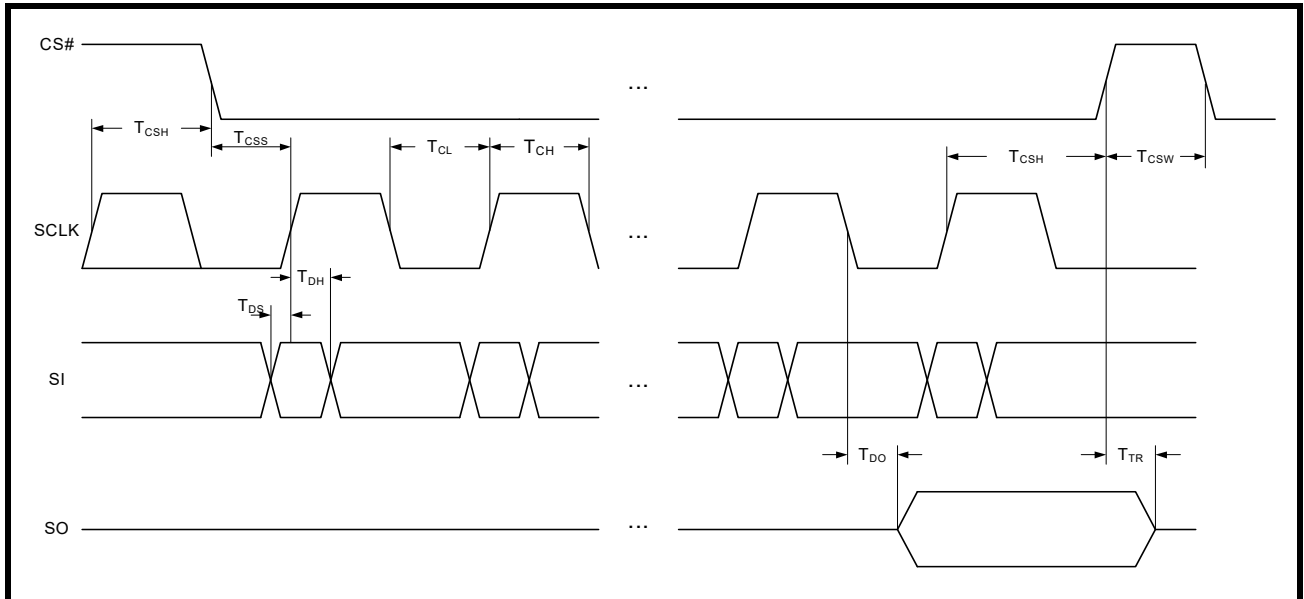 CS#
...
TCSH
TCSS
TCL
TCH
TCSH
TCSW
SCLK
...
TDH
TDS
SI
...
TDO
TTR
SO
...